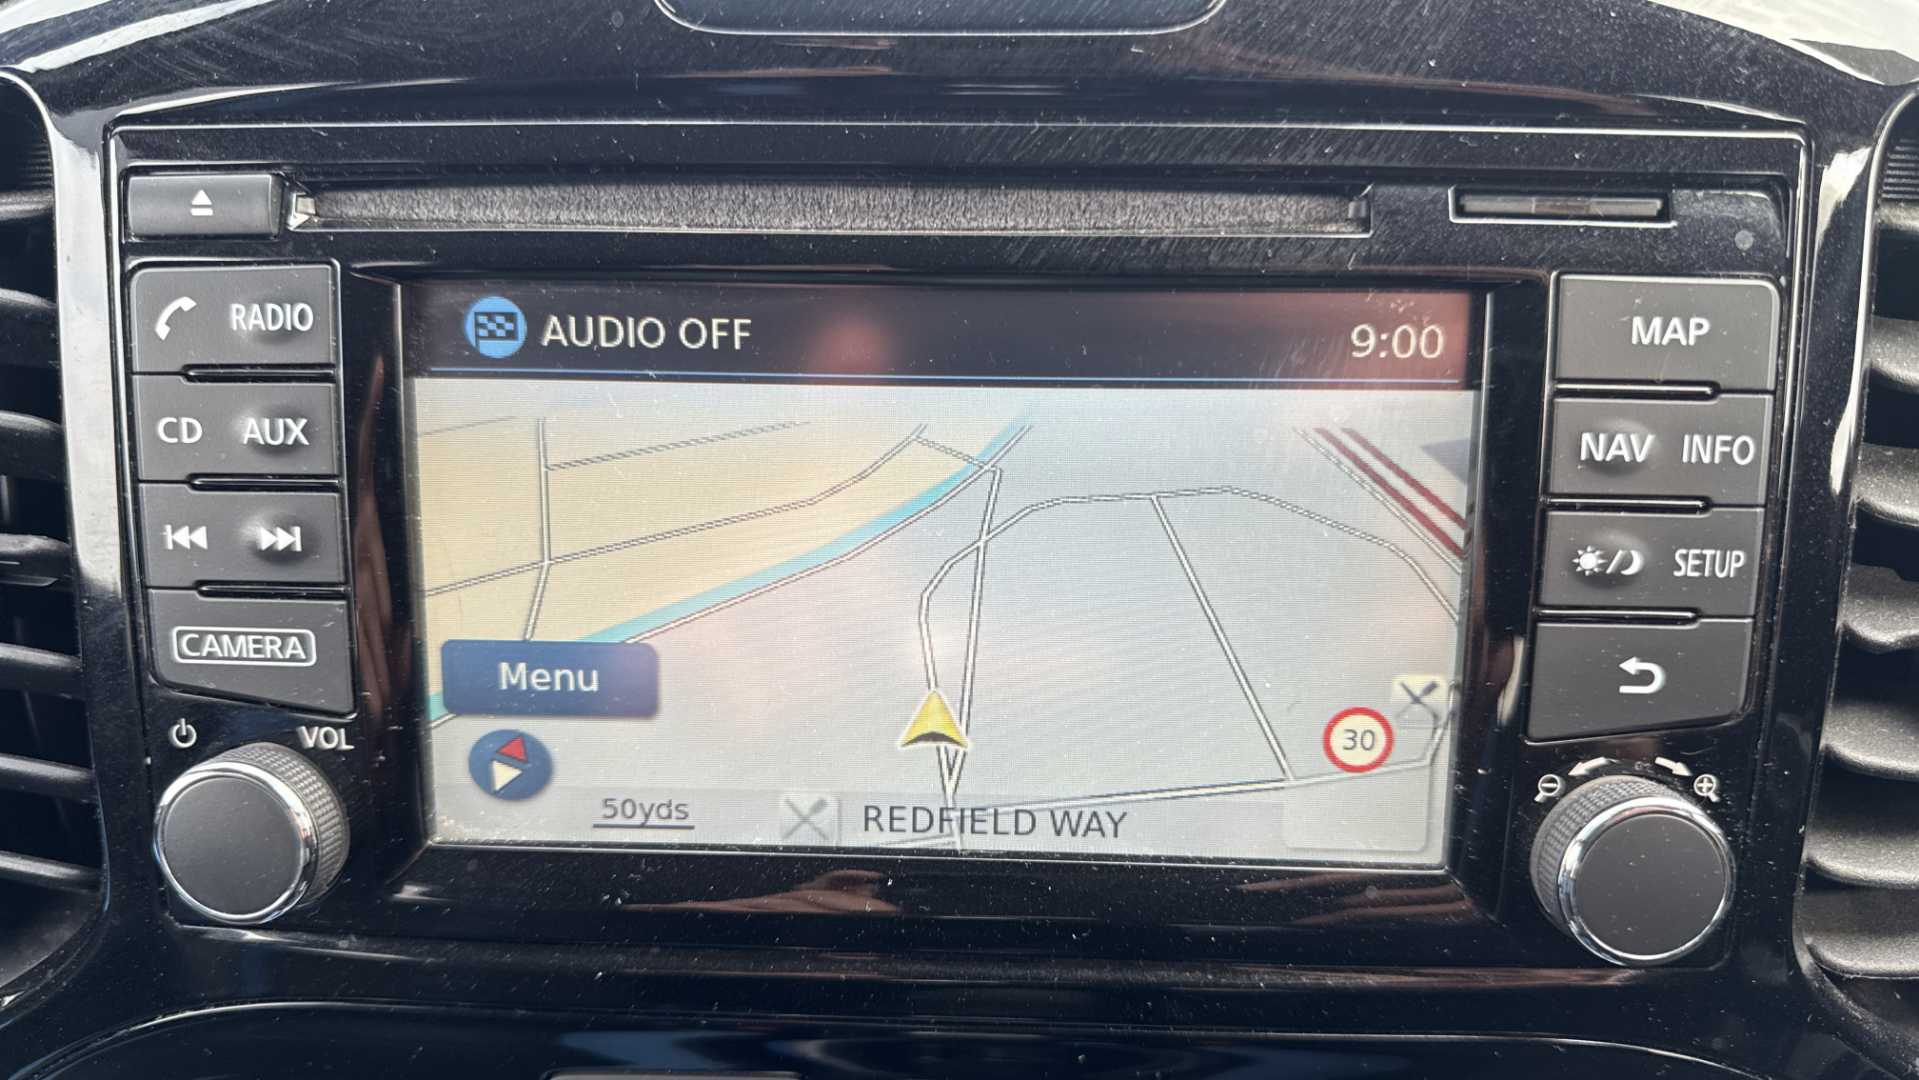 AUDIO OFF
9:00
RADIO
CD AUX
CAMERA
VOL
MAP
NAV INFO
SETUP
Menu
30
50yds
REDFIELD WAY